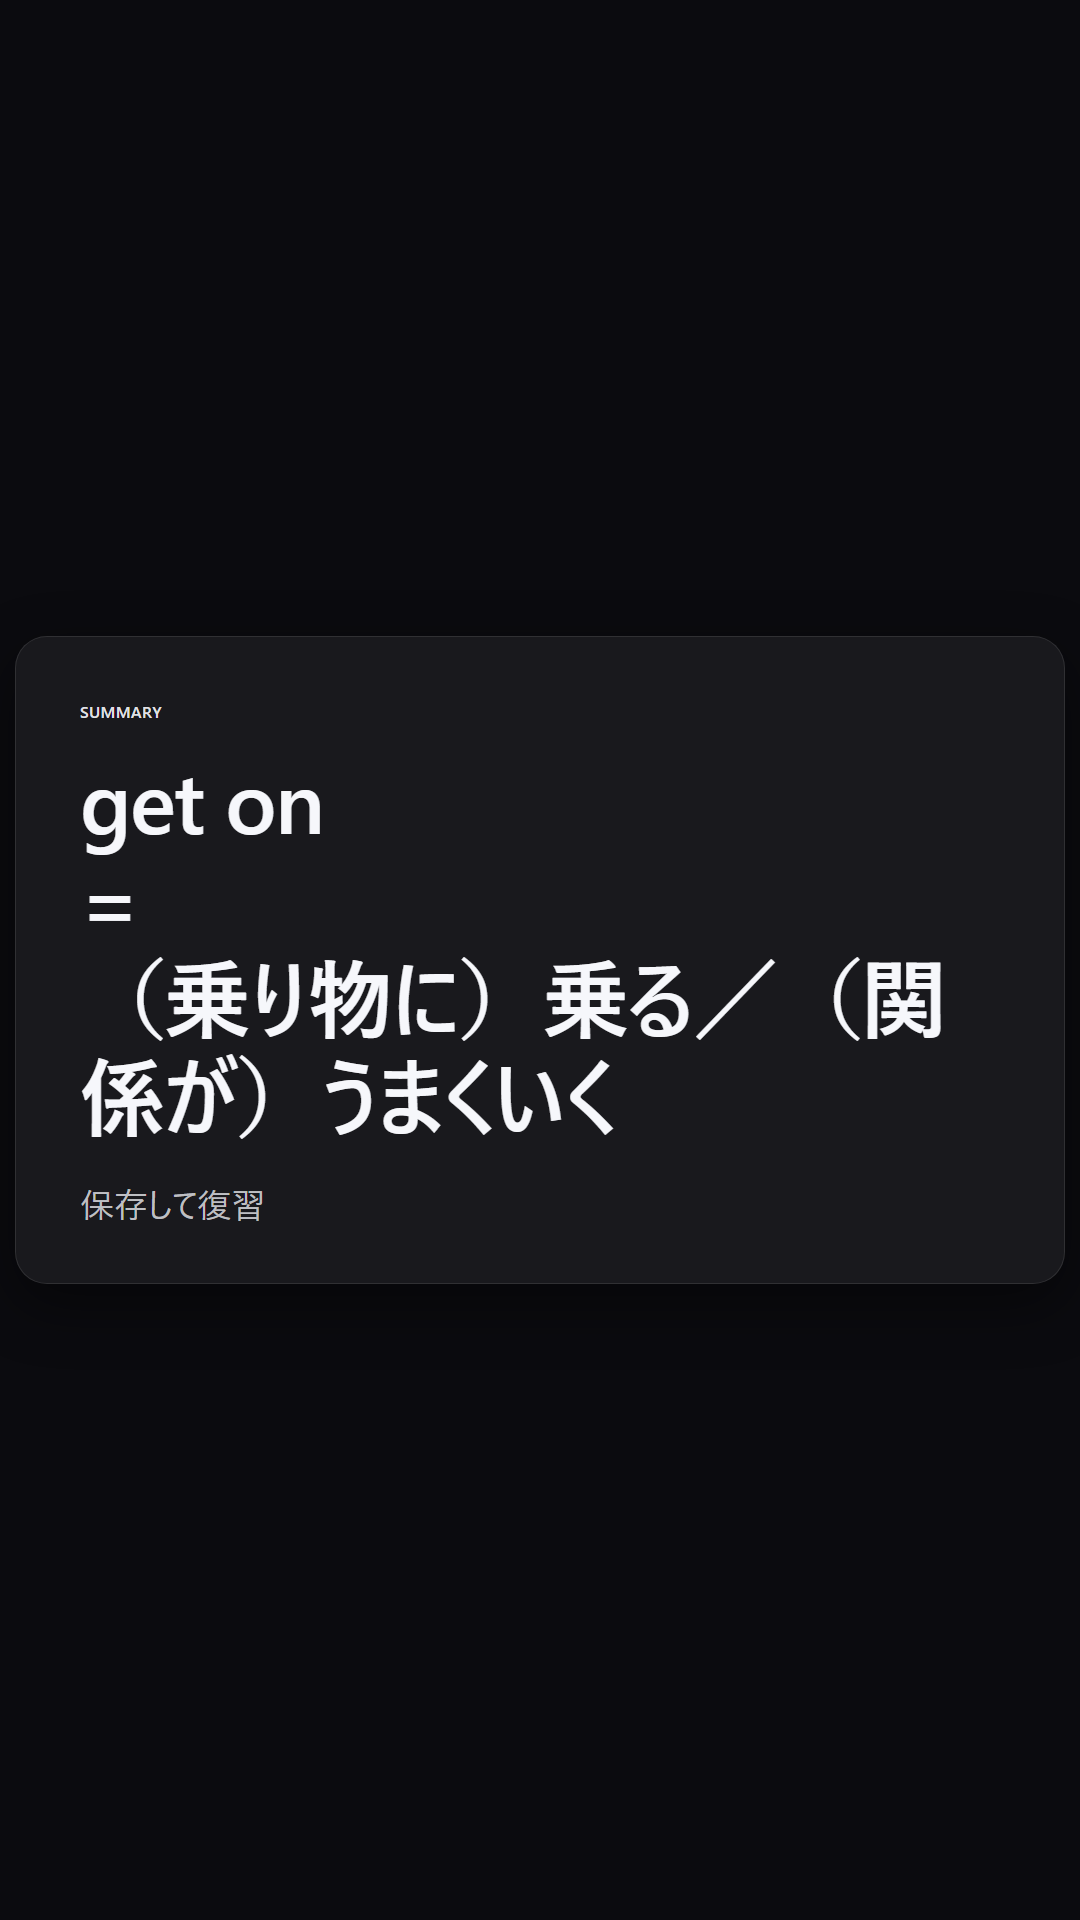 SUMMARY
get on
=
（乗り物に）乗る／（関
係が）うまくいく
保存して復習